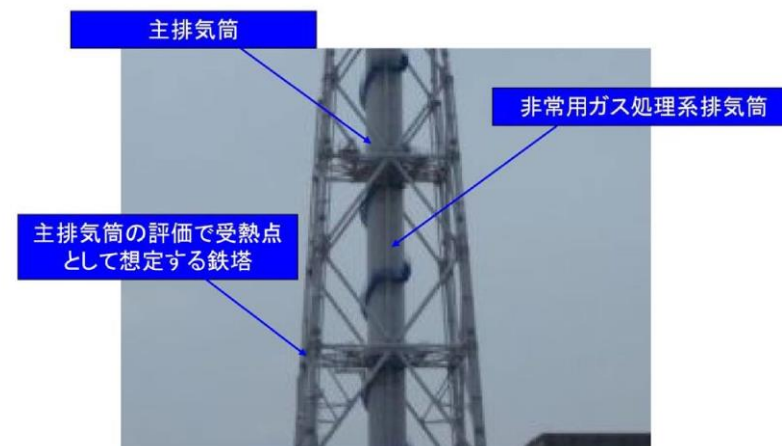 主排気筒
非常用ガス処理系排気筒
主排気筒の評価で受熱点
として想定する鉄塔